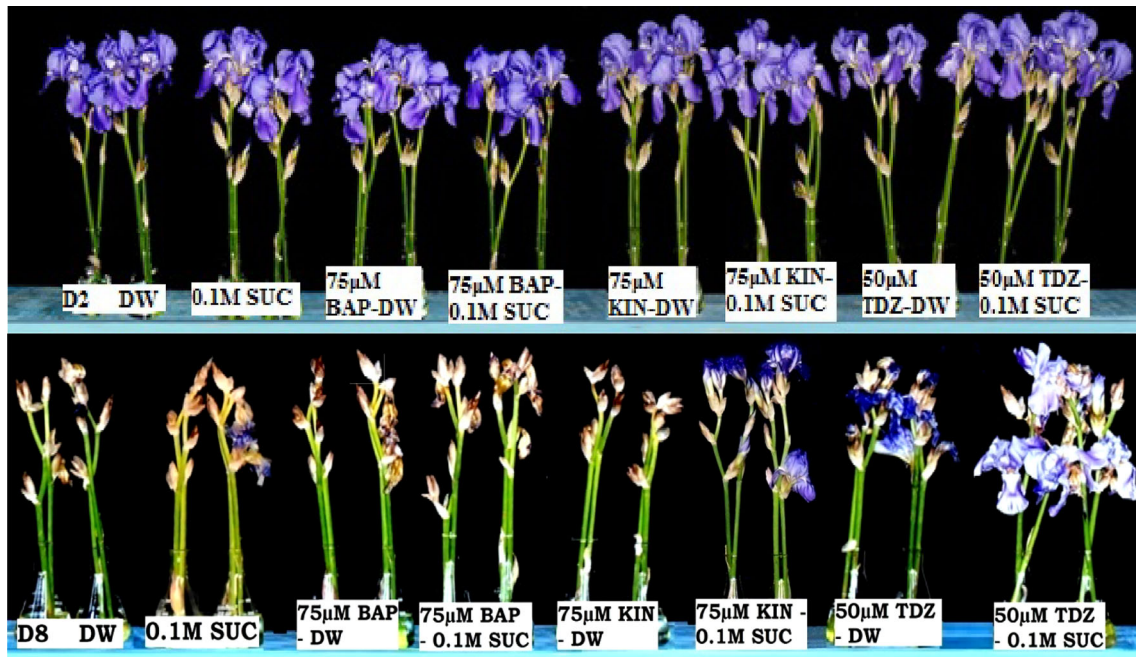 D2 DW
0.1M SUC
75μM
BAP-DW
75μM BAP-
0.1M SUC
75μM
KIN-DW
75μM KIN-
0.1M SUC
50μM
TDZ-DW
50μM TDZ-
0.1M SUC
D8 DW
0.1M SUC
75μM BAP
- DW
75μM BAP
- 0.1M SUC
75μM KIN
- DW
75μM KIN -
0.1M SUC
50μM TDZ
- DW
50μM TDZ
- 0.1M SUC